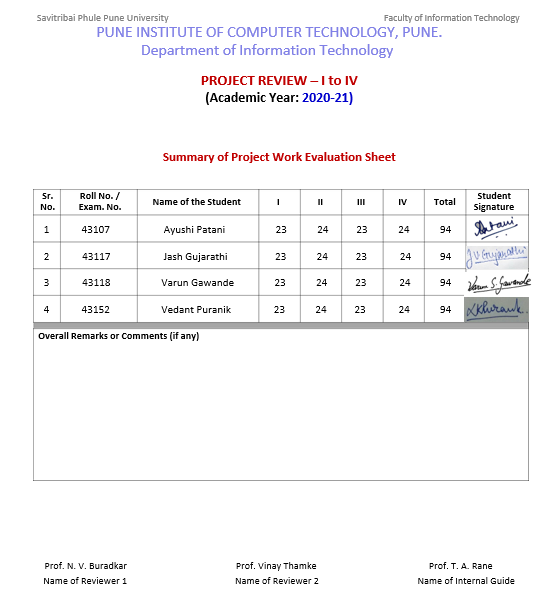 Savitribai Phule Pune University Faculty of Information Technology
PUNE INSTITUTE OF COMPUTER TECHNOLOGY, PUNE.
Department of Information Technology
PROJECT REVIEW – I to IV
(Academic Year: 2020-21)
Summary of Project Work Evaluation Sheet
Sr. No. Roll No. / Exam. No. Name of the Student I II III IV Total Student Signature
1 43107 Ayushi Patani 23 24 23 24 94
2 43117 Jash Gujarathi 23 24 23 24 94 J V Gujarathi
3 43118 Varun Gawande 23 24 23 24 94 Varun S. Gawande
4 43152 Vedant Puranik 23 24 23 24 94
Overall Remarks or Comments (if any)
Prof. N. V. Buradkar Prof. Vinay Thamke Prof. T. A. Rane
Name of Reviewer 1 Name of Reviewer 2 Name of Internal Guide